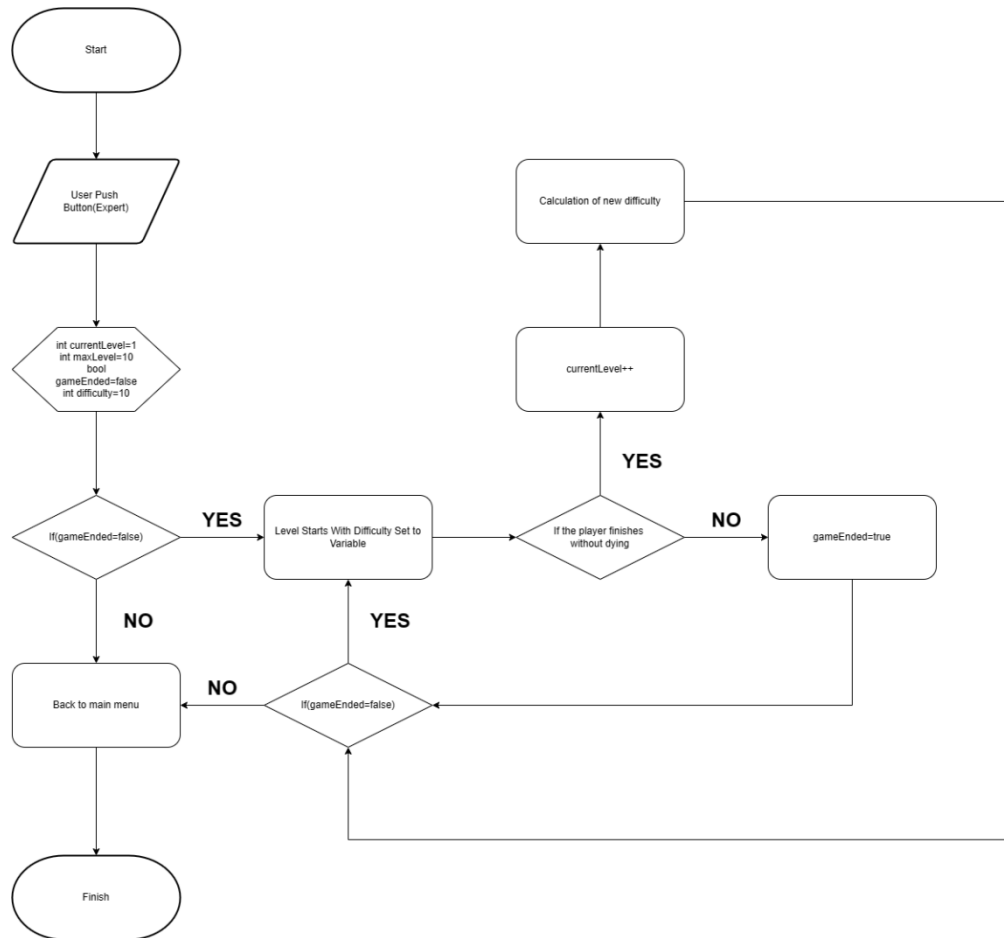 Start
User Push
Button(Expert)
Calculation of new difficulty
int currentLevel=1
int maxLevel=10
bool
gameEnded=false
int difficulty=10
currentLevel++
YES
If(gameEnded=false)
YES
Level Starts With Difficulty Set to
Variable
If the player finishes
without dying
NO
gameEnded=true
NO
YES
Back to main menu
NO
If(gameEnded=false)
Finish